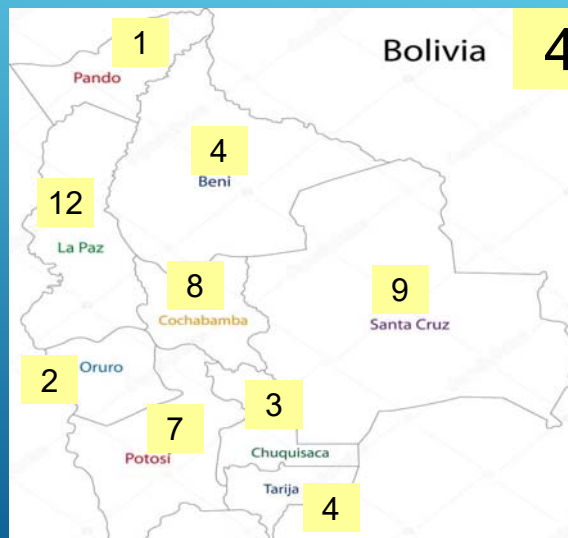 1
Bolivia
4
Pando
4
Beni
12
La Paz
8
Cochabamba
9
Santa Cruz
Oruro
2
3
7
Potosí
Chuquisaca
Tarija
4